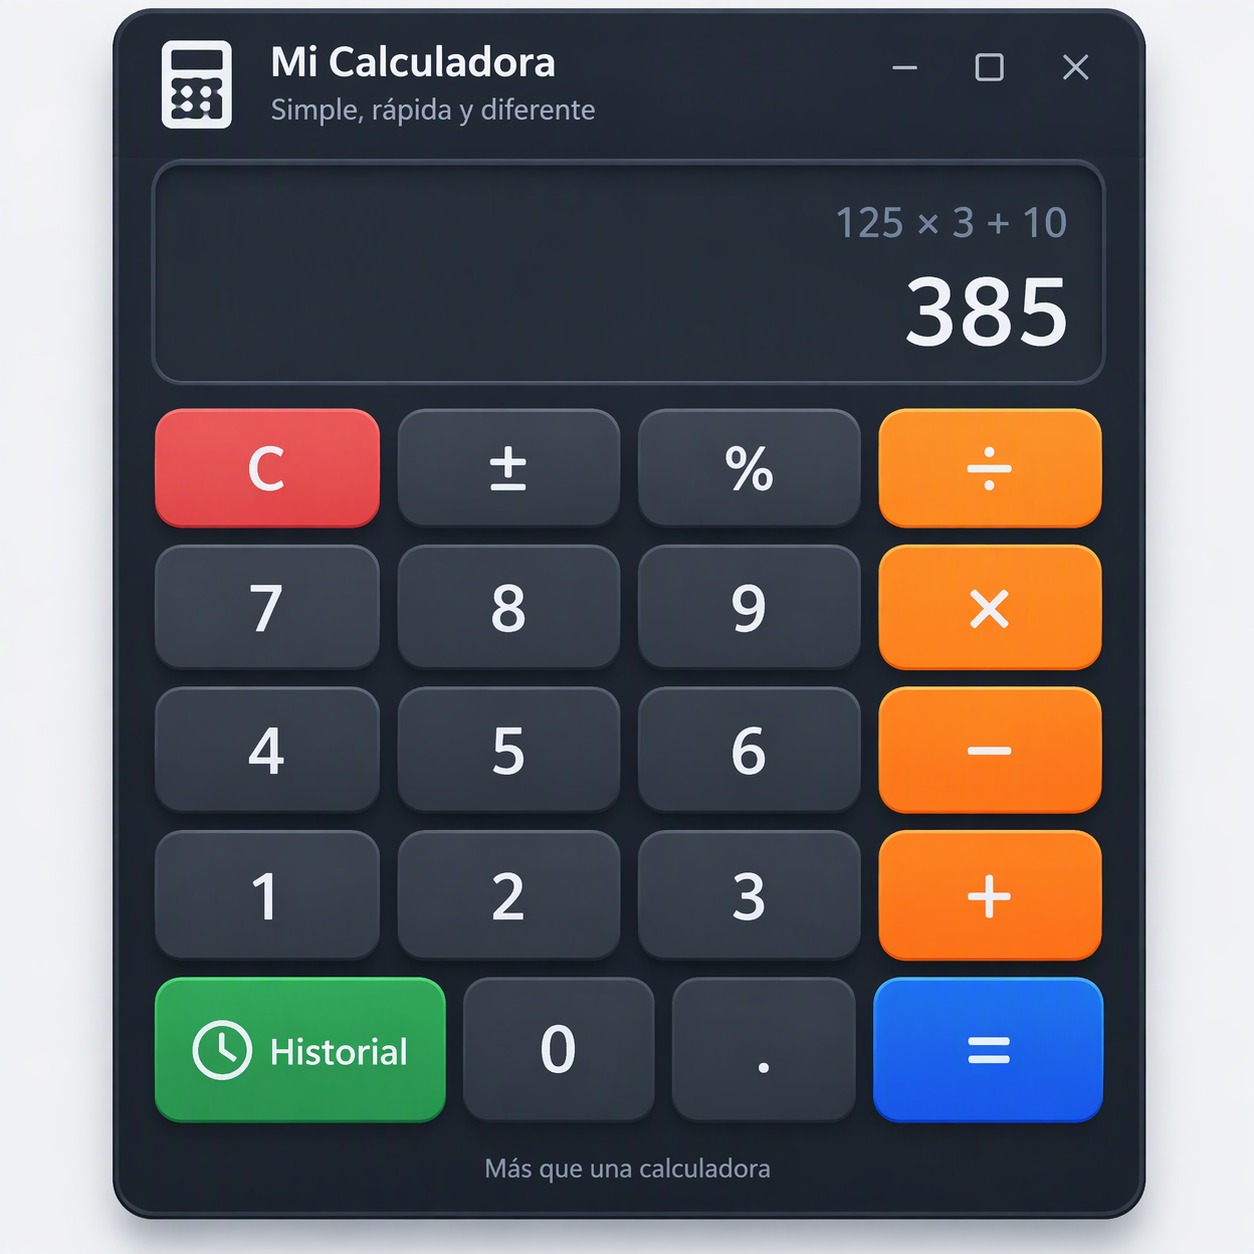 Mi Calculadora
Simple, rápida y diferente
125 × 3 + 10
385
C ± % ÷
7 8 9 ×
4 5 6 −
1 2 3 +
Historial 0 . =
Más que una calculadora